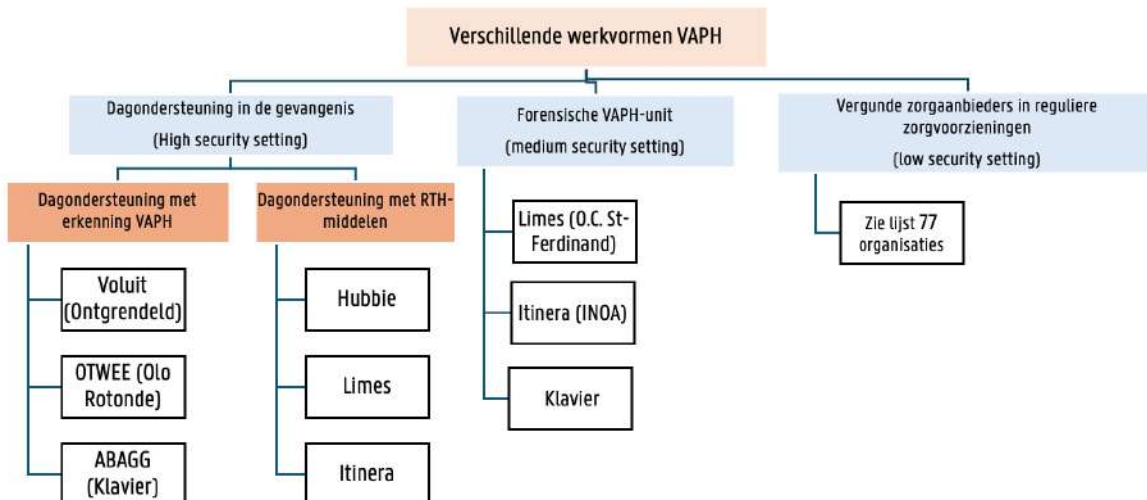 Verschillende werkvormen VAPH
Dagondersteuning in de gevangenis
(High security setting)
Forensische VAPH-unit
(medium security setting)
Vergunde zorgaanbieders in reguliere
zorgvoorzieningen
(low security setting)
Dagondersteuning met
erkenning VAPH
Dagondersteuning met RTH-
middelen
Voluit
(Ontgrendeld)
OTWEE (Olo
Rotonde)
ABAGG
(Klavier)
Hubbie
Limes
Itinera
Limes (O.C. St-
Ferdinand)
Itinera (INOA)
Klavier
Zie lijst 77
organisaties